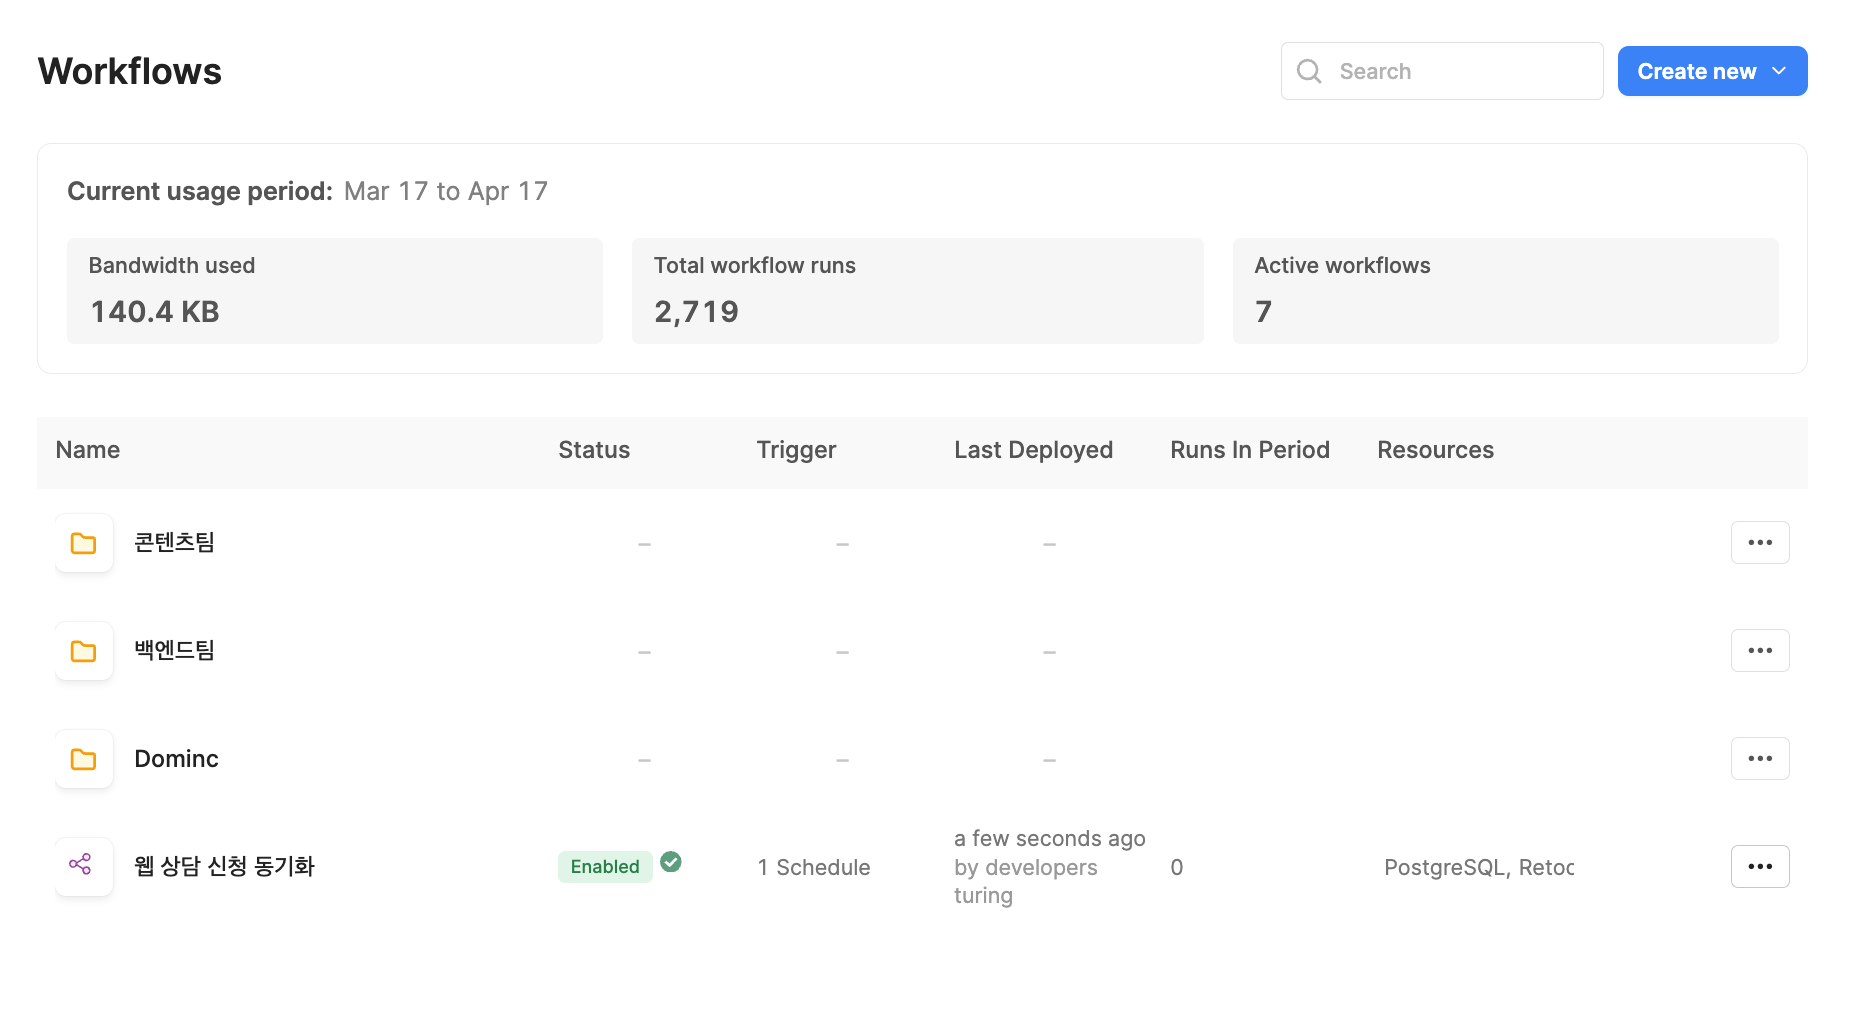 Workflows
Search
Create new
Current usage period: Mar 17 to Apr 17
Bandwidth used
140.4 KB
Total workflow runs
2,719
Active workflows
7
Name Status Trigger Last Deployed Runs In Period Resources
콘텐츠팀 – – –
백엔드팀 – – –
Dominc – – –
웹 상담 신청 동기화 Enabled 1 Schedule
a few seconds ago
by developers
turing
0
PostgreSQL, Retoc